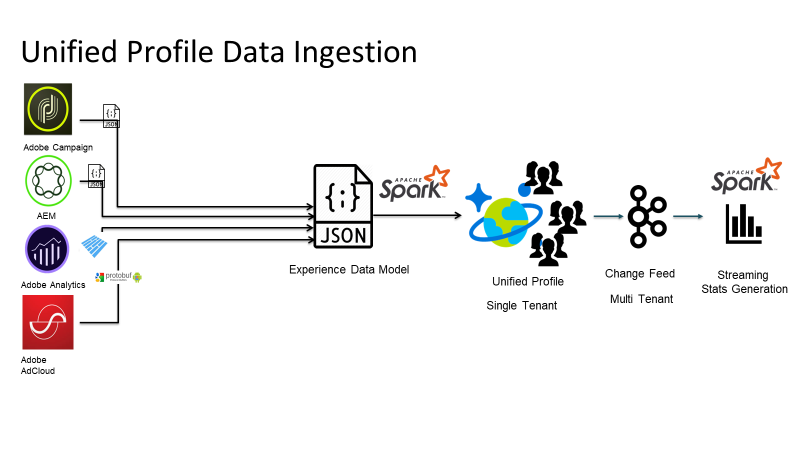 Unified Profile Data Ingestion
{;}
JSON
Adobe Campaign
{;}
JSON
AEM
Adobe Analytics
protobuf
Adobe
AdCloud
{;}
JSON
Experience Data Model
APACHE
Spark
Unified Profile
Single Tenant
Change Feed
Multi Tenant
APACHE
Spark
Streaming
Stats Generation